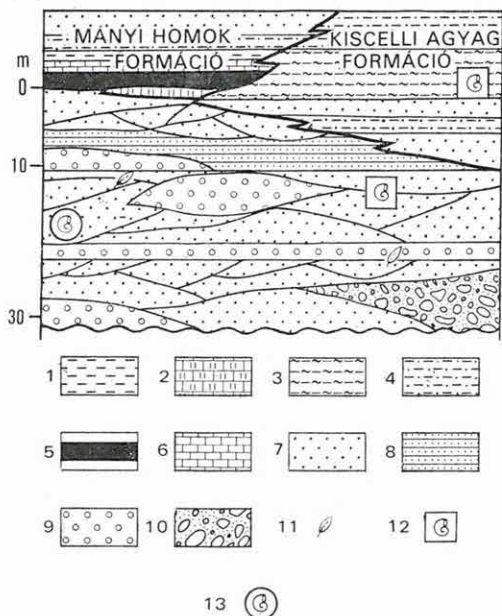 MÁNYI HOMOK KISCELLI AGYAG
m FORMÁCIÓ FORMÁCIÓ
0
10
30
1 2 3 4
5 6 7 8
9 10 11 12
13